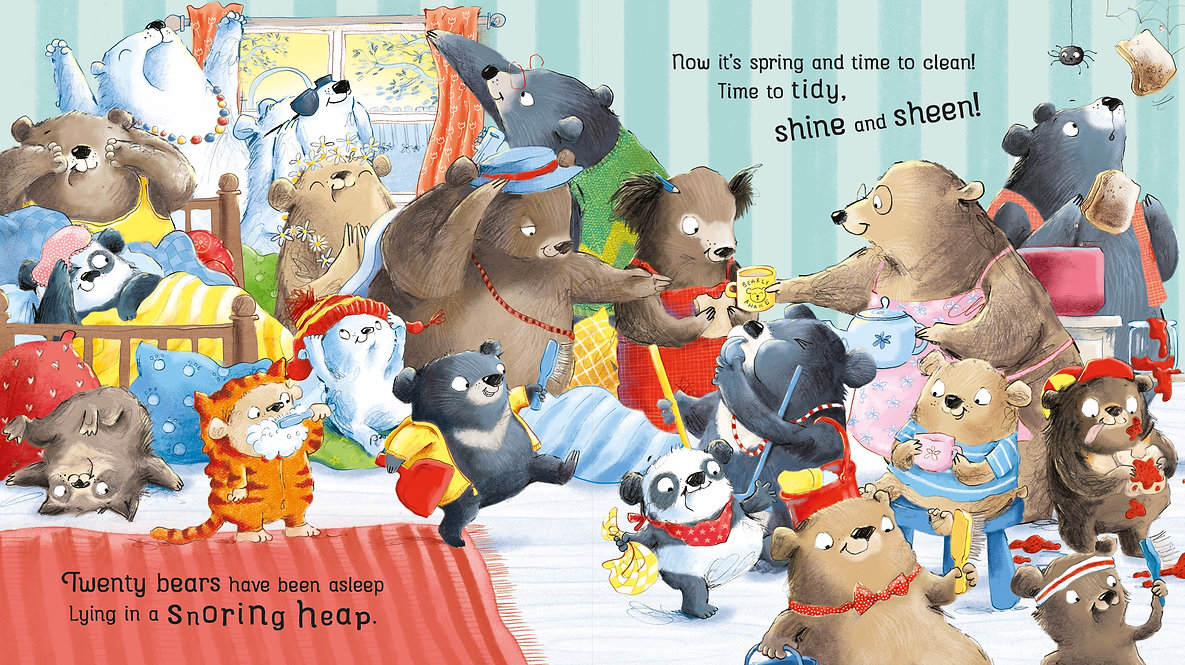 Twenty bears have been asleep
Lying in a snoring heap.
Now it's spring and time to clean!
Time to tidy,
shine and sheen!
BEARLY